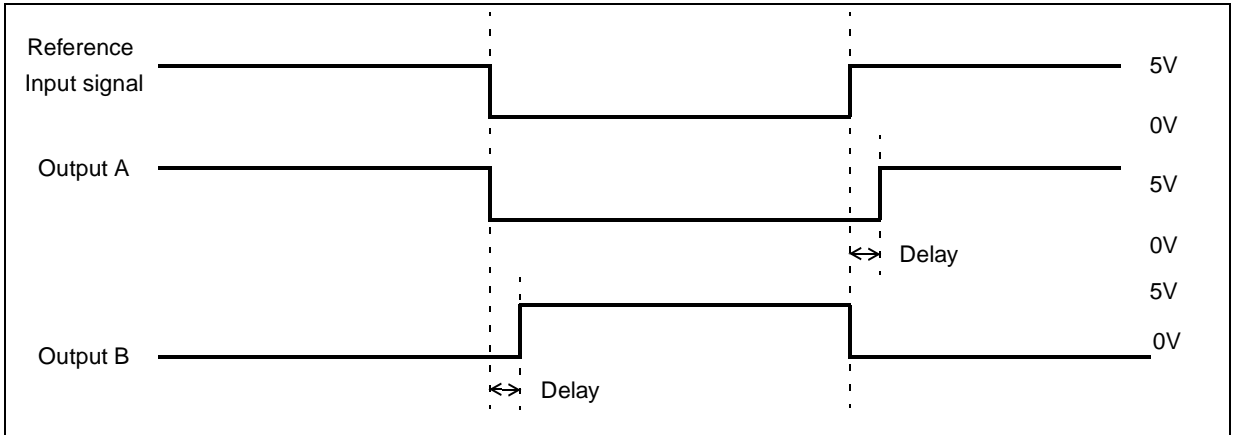 Reference
Input signal
5V
0V
Output A
5V
0V
Delay
5V
Output B
0V
Delay